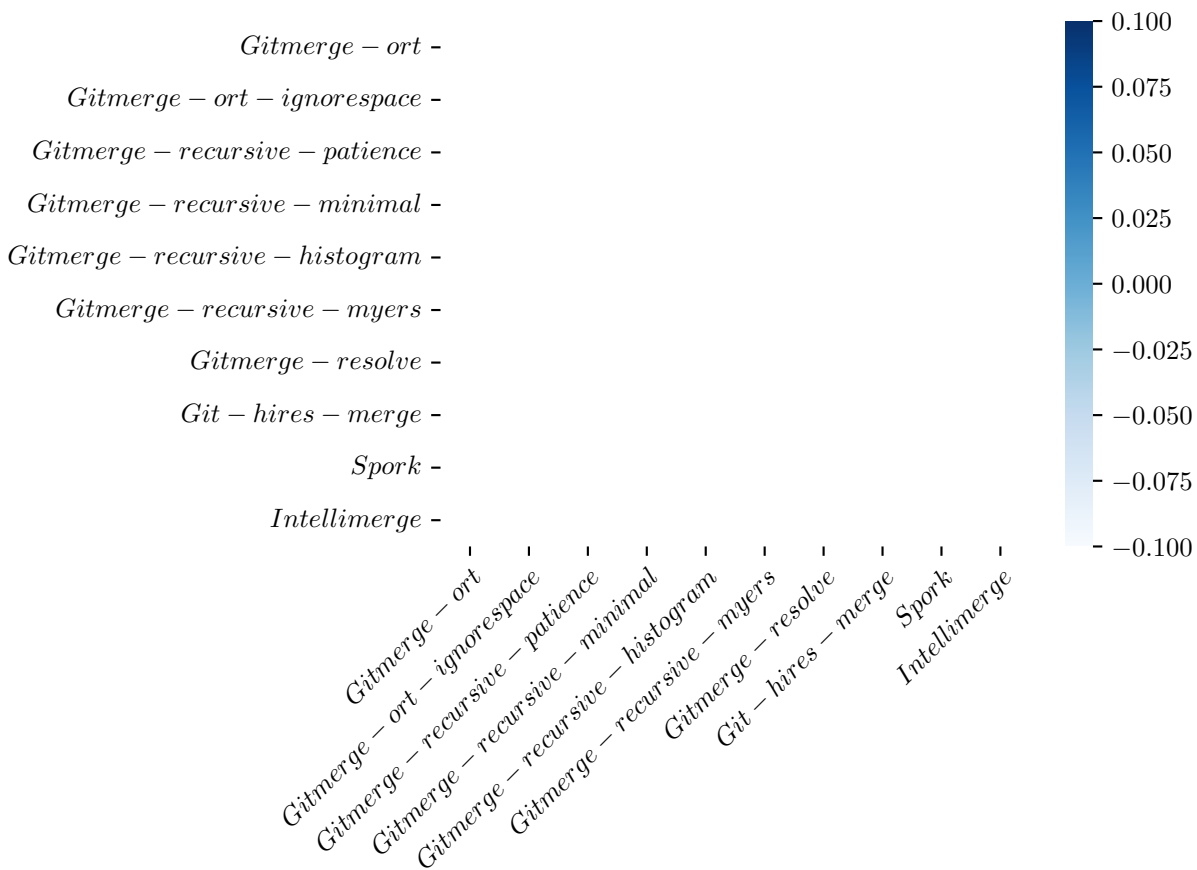 Gitmerge − ort
Gitmerge − ort − ignorespace
Gitmerge − recursive − patience
Gitmerge − recursive − minimal
Gitmerge − recursive − histogram
Gitmerge − recursive − myers
Gitmerge − resolve
Git − hires − merge
Spork
Intellimerge
Gitmerge − ort
Gitmerge − ort − ignorespace
Gitmerge − recursive − patience
Gitmerge − recursive − minimal
Gitmerge − recursive − histogram
Gitmerge − recursive − myers
Gitmerge − resolve
Git − hires − merge
Spork
Intellimerge
0.100
0.075
0.050
0.025
0.000
−0.025
−0.050
−0.075
−0.100